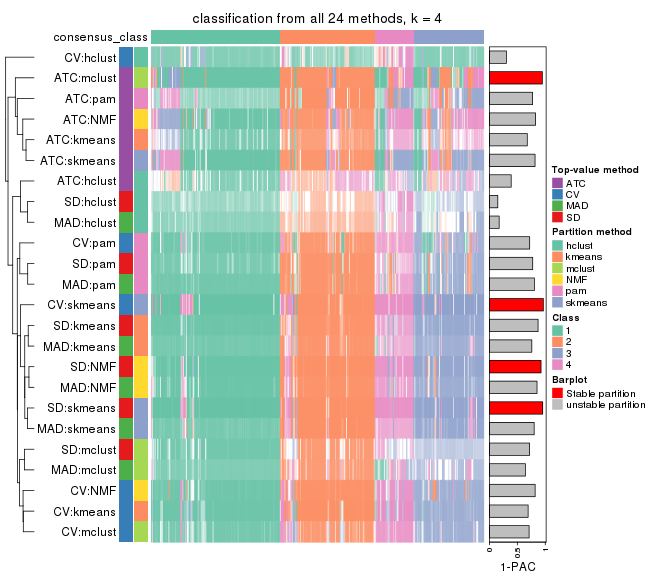 classification from all 24 methods, k = 4
consensus_class
CV:hclust
ATC:mclust
ATC:pam
ATC:NMF
ATC:kmeans
ATC:skmeans
ATC:hclust
SD:hclust
MAD:hclust
CV:pam
SD:pam
MAD:pam
CV:skmeans
SD:kmeans
MAD:kmeans
SD:NMF
MAD:NMF
SD:skmeans
MAD:skmeans
SD:mclust
MAD:mclust
CV:NMF
CV:kmeans
CV:mclust
0
0.5
1
1-PAC
Top-value method
ATC
CV
MAD
SD
Partition method
hclust
kmeans
mclust
NMF
pam
skmeans
Class
1
2
3
4
Barplot
Stable partition
unstable partition